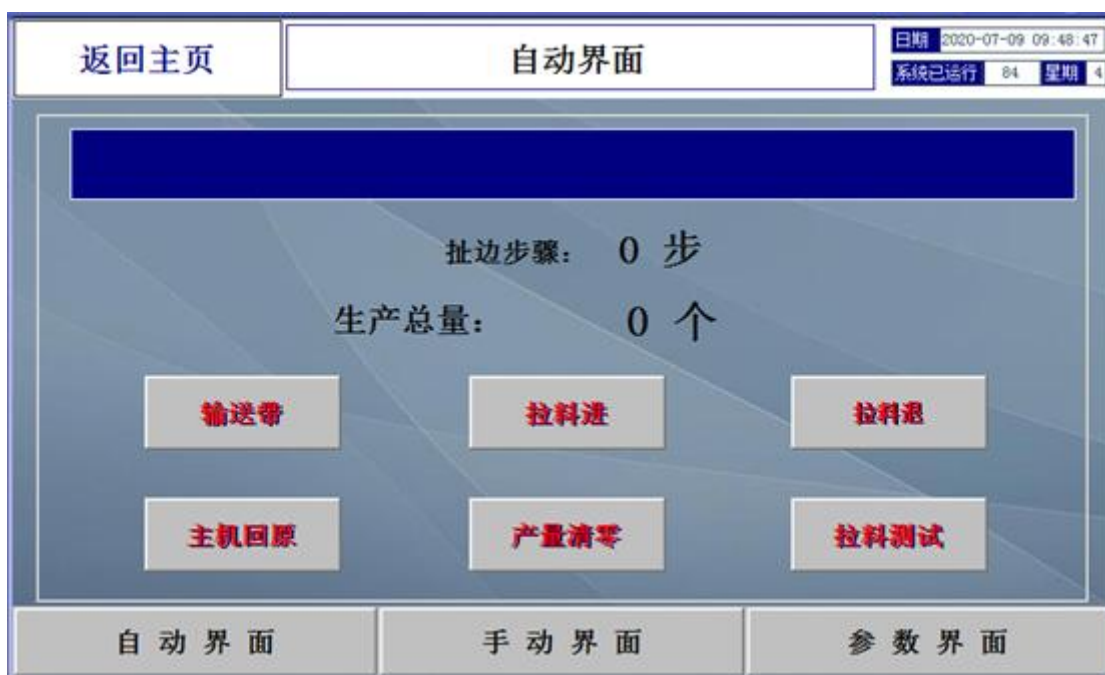 返回主页
自动界面
日期 2020-07-09 09:48:47
系统已运行 84 星期 4
扯边步骤: 0 步
生产总量: 0 个
输送带 拉料进 拉料退
主机回原 产量清零 拉料测试
自动界面 手动界面 参数界面